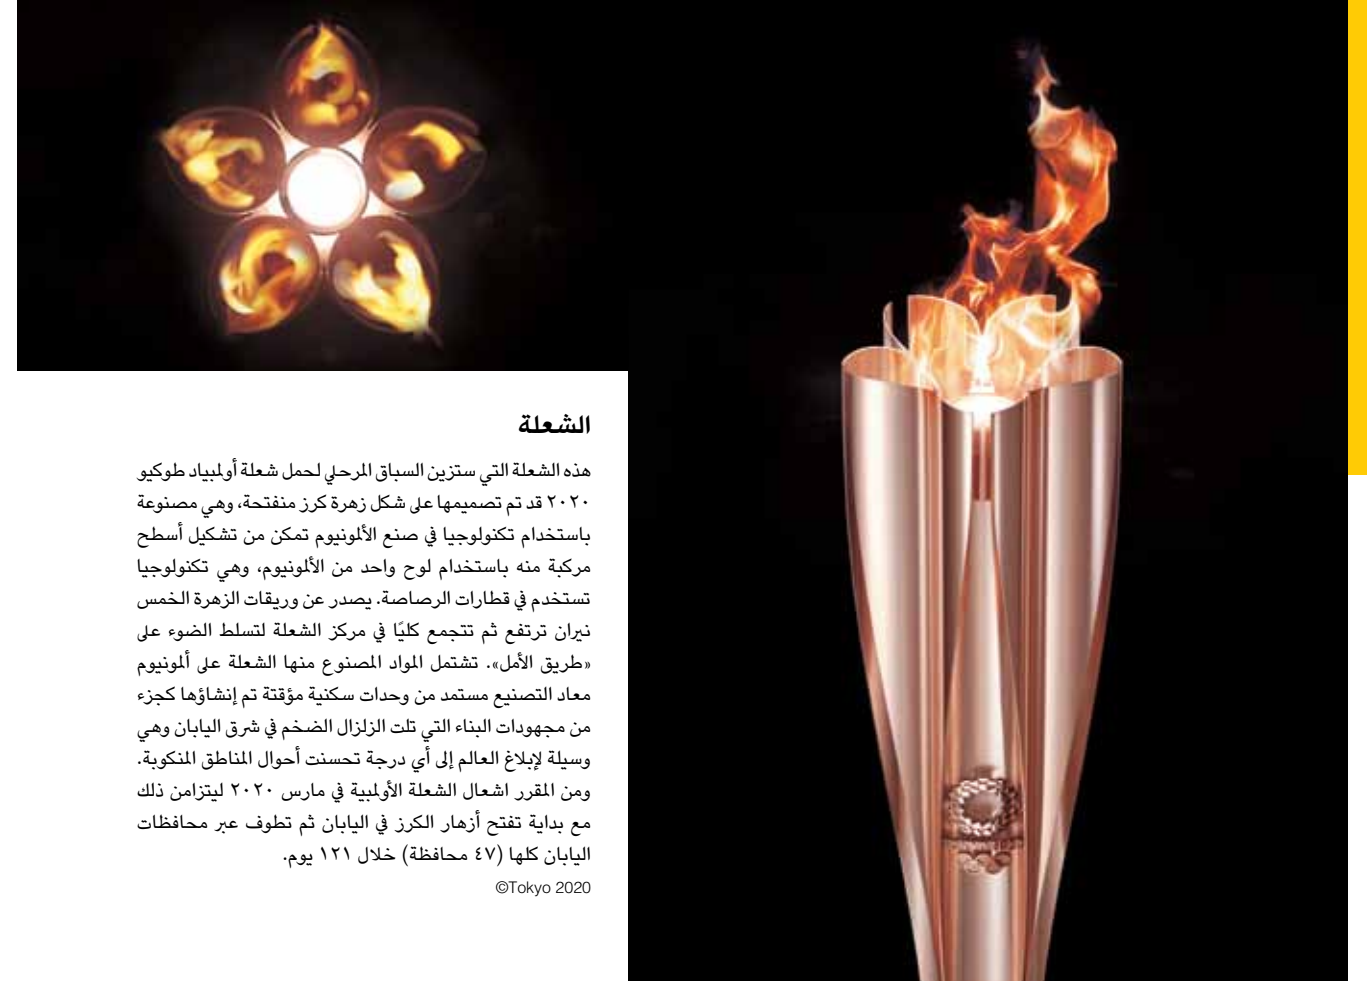 الشعلة
هذه الشعلة التي ستزين السباق المرحلي لحمل شعلة أولمبياد طوكيو
٢٠٢٠ قد تم تصميمها على شكل زهرة كرز منفتحة، وهي مصنوعة
باستخدام تكنولوجيا في صنع الألمونيوم تمكن من تشكيل أسطح
مركبة منه باستخدام لوح واحد من الألمونيوم، وهي تكنولوجيا
تستخدم في قطارات الرصاصة. يصدر عن وريقات الزهرة الخمس
نيران ترتفع ثم تتجمع كليًا في مركز الشعلة لتسلط الضوء على
«طريق الأمل». تشتمل المواد المصنوع منها الشعلة على ألمونيوم
معاد التصنيع مستمد من وحدات سكنية مؤقتة تم إنشاؤها كجزء
من مجهودات البناء التي تلت الزلزال الضخم في شرق اليابان وهي
وسيلة لإبلاغ العالم إلى أي درجة تحسنت أحوال المناطق المنكوبة.
ومن المقرر اشعال الشعلة الأولمبية في مارس ٢٠٢٠ ليتزامن ذلك
مع بداية تفتح أزهار الكرز في اليابان ثم تطوف عبر محافظات
اليابان كلها (٤٧ محافظة) خلال ١٢١ يوم.
©Tokyo 2020